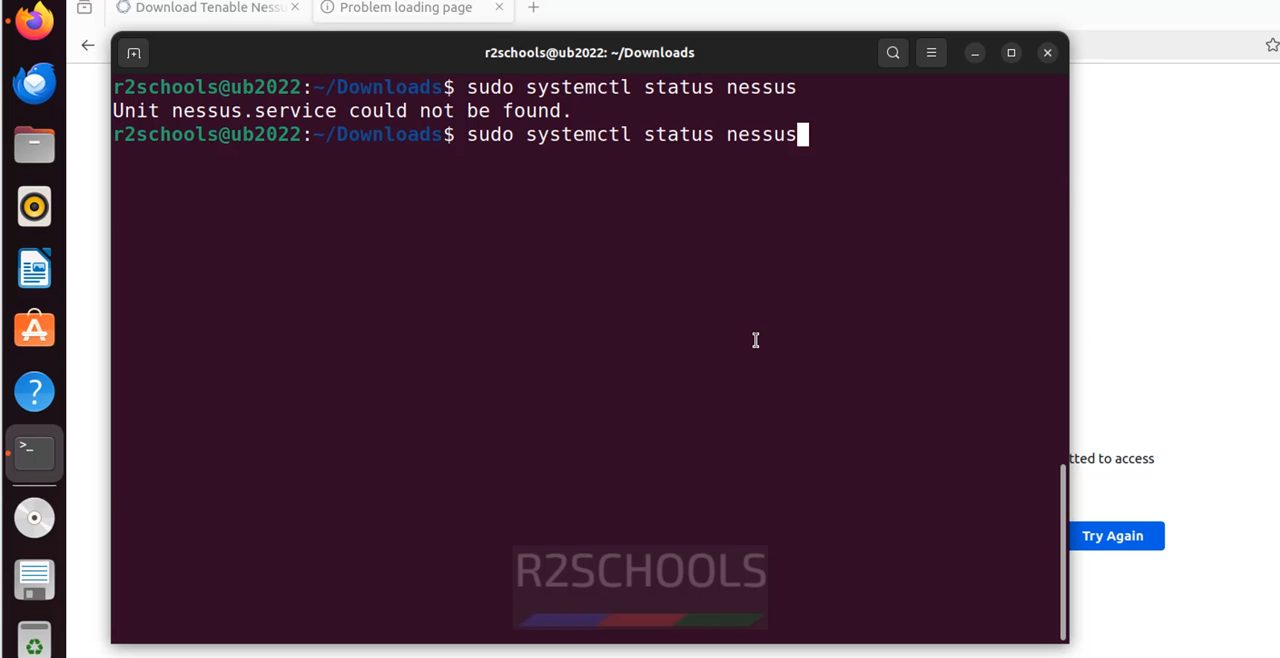 Download Tenable Nessu
Problem loading page
r2schools@ub2022: ~/Downloads
r2schools@ub2022:~/Downloads$ sudo systemctl status nessus
Unit nessus.service could not be found.
r2schools@ub2022:~/Downloads$ sudo systemctl status nessus
tted to access
Try Again
R2SCHOOLS